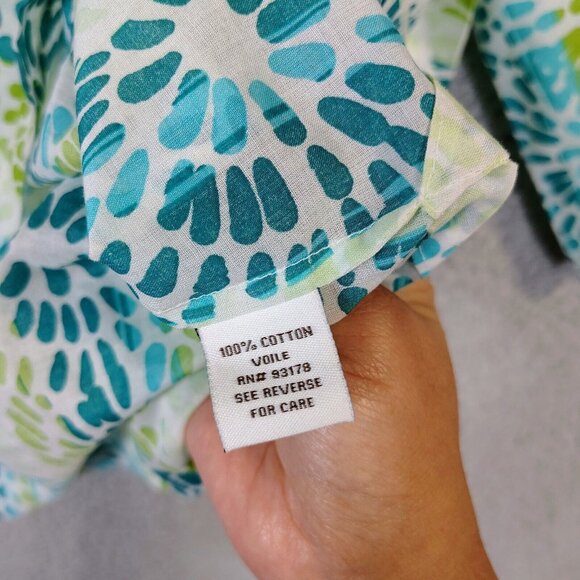 100% COTTON
VOILE
RN# 93178
SEE REVERSE
FOR CARE